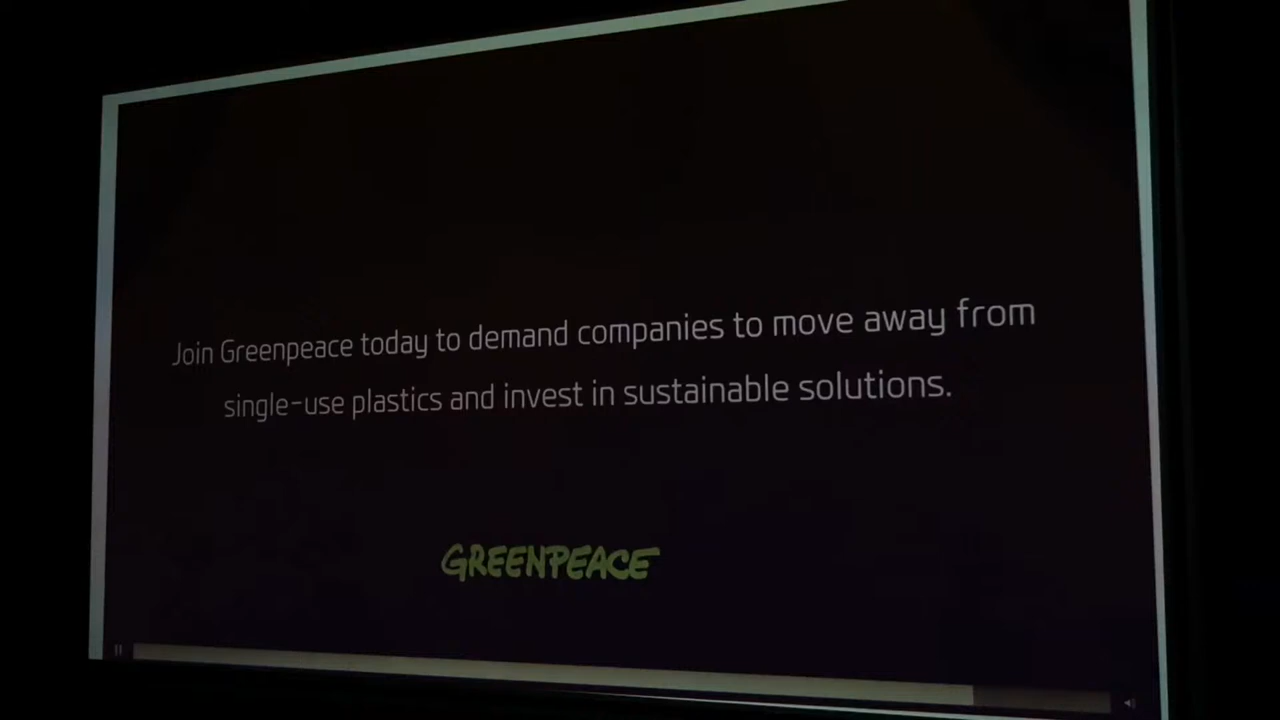 Join Greenpeace today to demand companies to move away from
single-use plastics and invest in sustainable solutions.
GREENPEACE